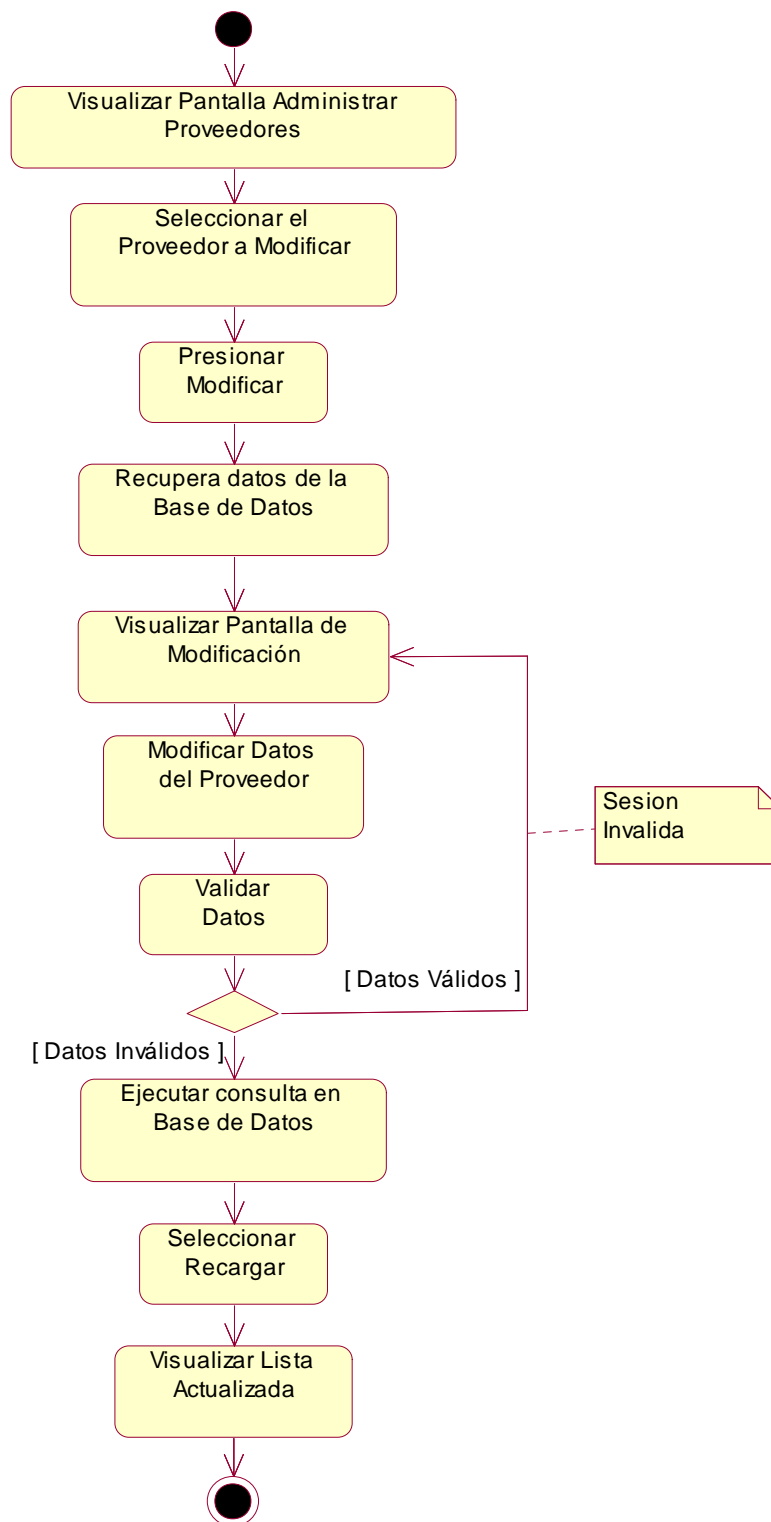 Visualizar Pantalla Administrar
Proveedores
Seleccionar el
Proveedor a Modificar
Presionar
Modificar
Recupera datos de la
Base de Datos
Visualizar Pantalla de
Modificación
Modificar Datos
del Proveedor
Sesion
Invalida
Validar
Datos
[ Datos Válidos ]
[ Datos Inválidos ]
Ejecutar consulta en
Base de Datos
Seleccionar
Recargar
Visualizar Lista
Actualizada